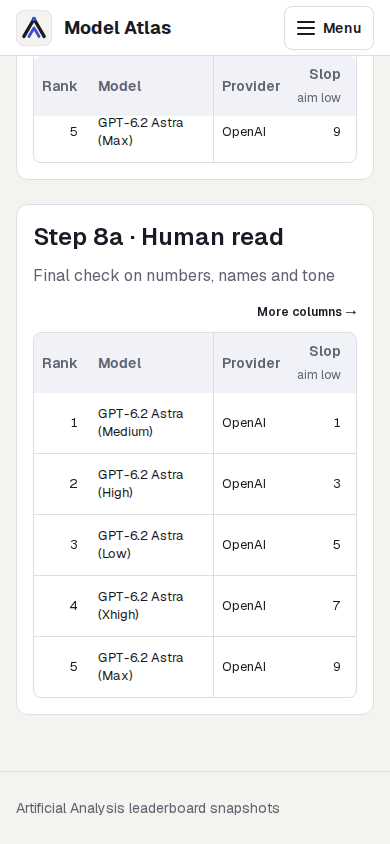 Model Atlas
Menu
Rank Model Provider Slop
aim low
5 GPT-6.2 Astra (Max) OpenAI 9
Step 8a · Human read
Final check on numbers, names and tone
More columns →
Rank Model Provider Slop
aim low
1 GPT-6.2 Astra (Medium) OpenAI 1
2 GPT-6.2 Astra (High) OpenAI 3
3 GPT-6.2 Astra (Low) OpenAI 5
4 GPT-6.2 Astra (Xhigh) OpenAI 7
5 GPT-6.2 Astra (Max) OpenAI 9
Artificial Analysis leaderboard snapshots